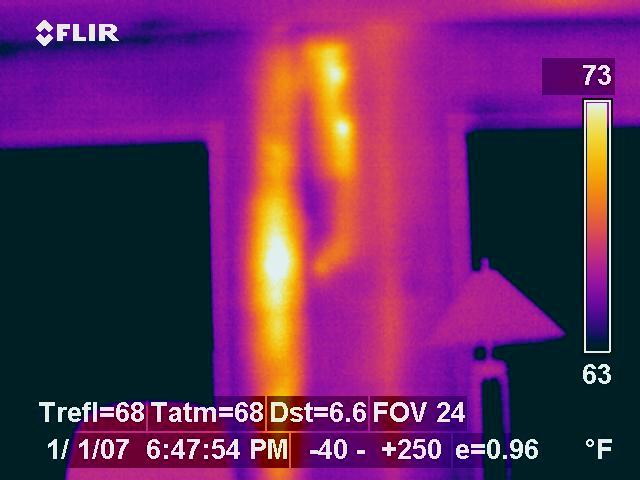 FLIR
73
63
Trefl=68 Tatm=68 Dst=6.6 FOV 24
1/ 1/07 6:47:54 PM -40 - +250 e=0.96 °F